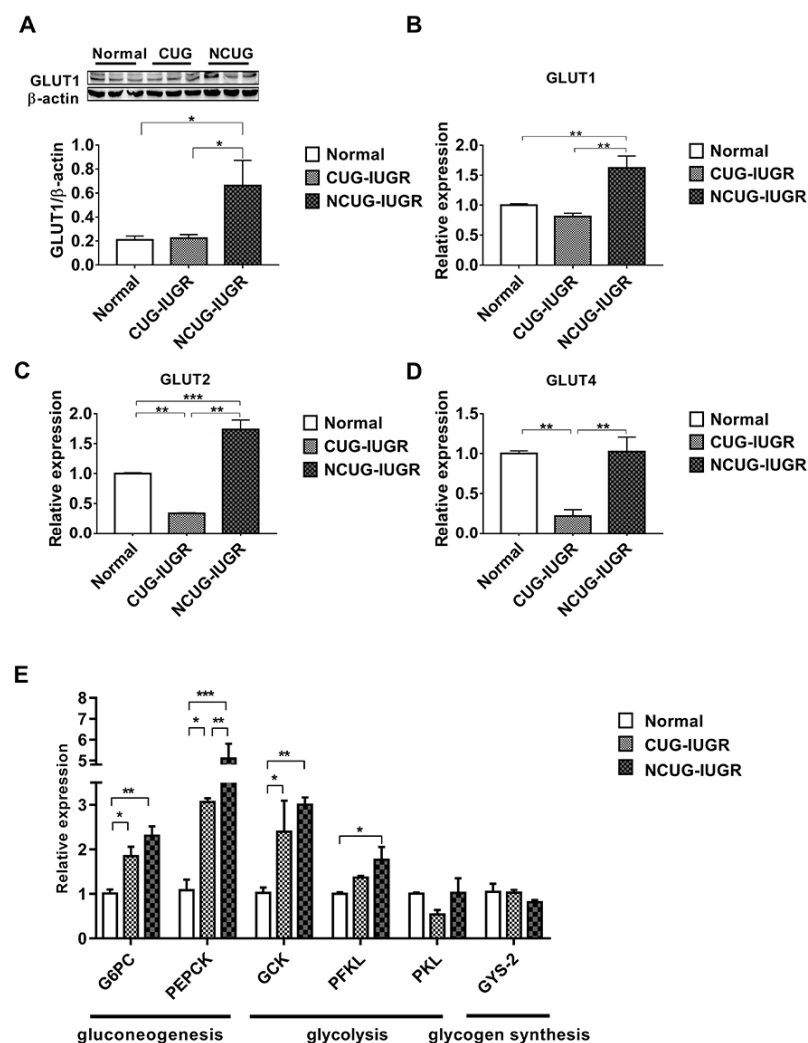 A
Normal CUG NCUG
GLUT1
β-actin
*
*
GLUT1/β-actin
1.0
0.8
0.6
0.4
0.2
0.0
Normal
CUG-IUGR
NCUG-IUGR
Normal
CUG-IUGR
NCUG-IUGR
B
GLUT1
**
**
Relative expression
2.0
1.5
1.0
0.5
0.0
Normal
CUG-IUGR
NCUG-IUGR
Normal
CUG-IUGR
NCUG-IUGR
C
GLUT2
***
** **
Relative expression
2.0
1.5
1.0
0.5
0.0
Normal
CUG-IUGR
NCUG-IUGR
Normal
CUG-IUGR
NCUG-IUGR
D
GLUT4
** **
Relative expression
1.5
1.0
0.5
0.0
Normal
CUG-IUGR
NCUG-IUGR
Normal
CUG-IUGR
NCUG-IUGR
E
Relative expression
8
7
6
5
3
2
1
0
**
*
***
* **
**
*
*
G6PC
PEPCK
GCK
PFKL
PKL
GYS-2
gluconeogenesis glycolysis glycogen synthesis
Normal
CUG-IUGR
NCUG-IUGR